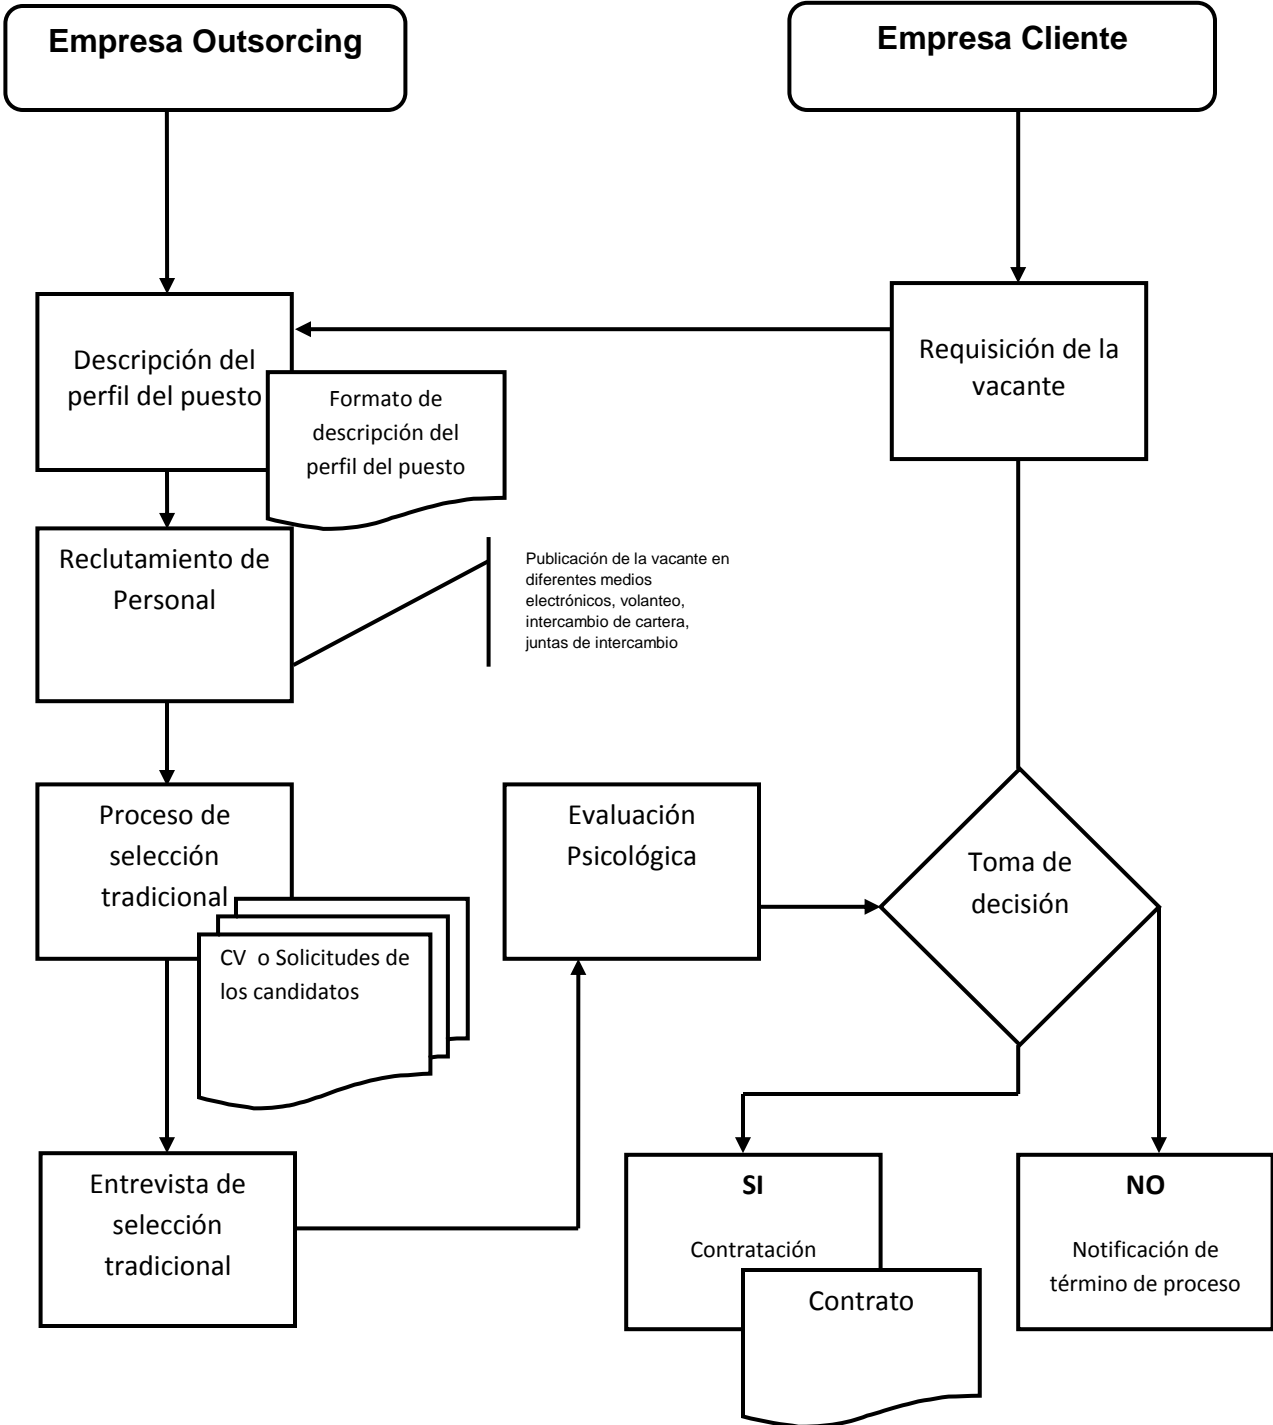 Empresa Outsorcing
Empresa Cliente
Descripción del
perfil del puesto
Formato de
descripción del
perfil del puesto
Requisición de la
vacante
Reclutamiento de
Personal
Publicación de la vacante en
diferentes medios
electrónicos, volanteo,
intercambio de cartera,
juntas de intercambio
Proceso de
selección
tradicional
CV  o Solicitudes de
los candidatos
Evaluación
Psicológica
Toma de
decisión
Entrevista de
selección
tradicional
SI
Contratación
Contrato
NO
Notificación de
término de proceso